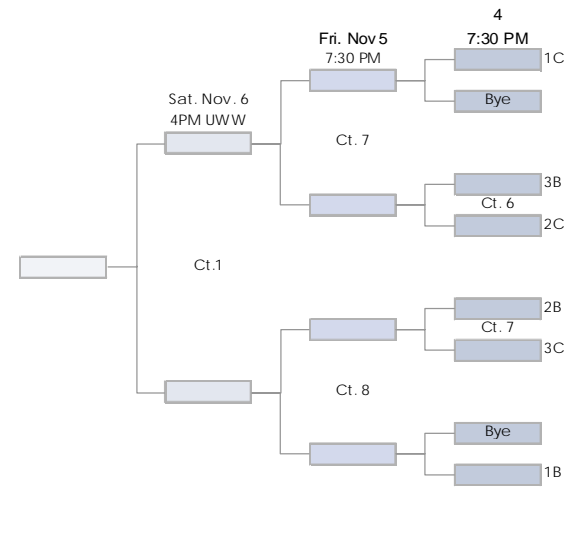 4
Fri. Nov 5
7:30 PM
7:30 PM
1C
Sat. Nov. 6
4PM UWW
Bye
Ct. 7
3B
Ct. 6
2C
Ct.1
2B
Ct. 7
3C
Ct. 8
Bye
1B